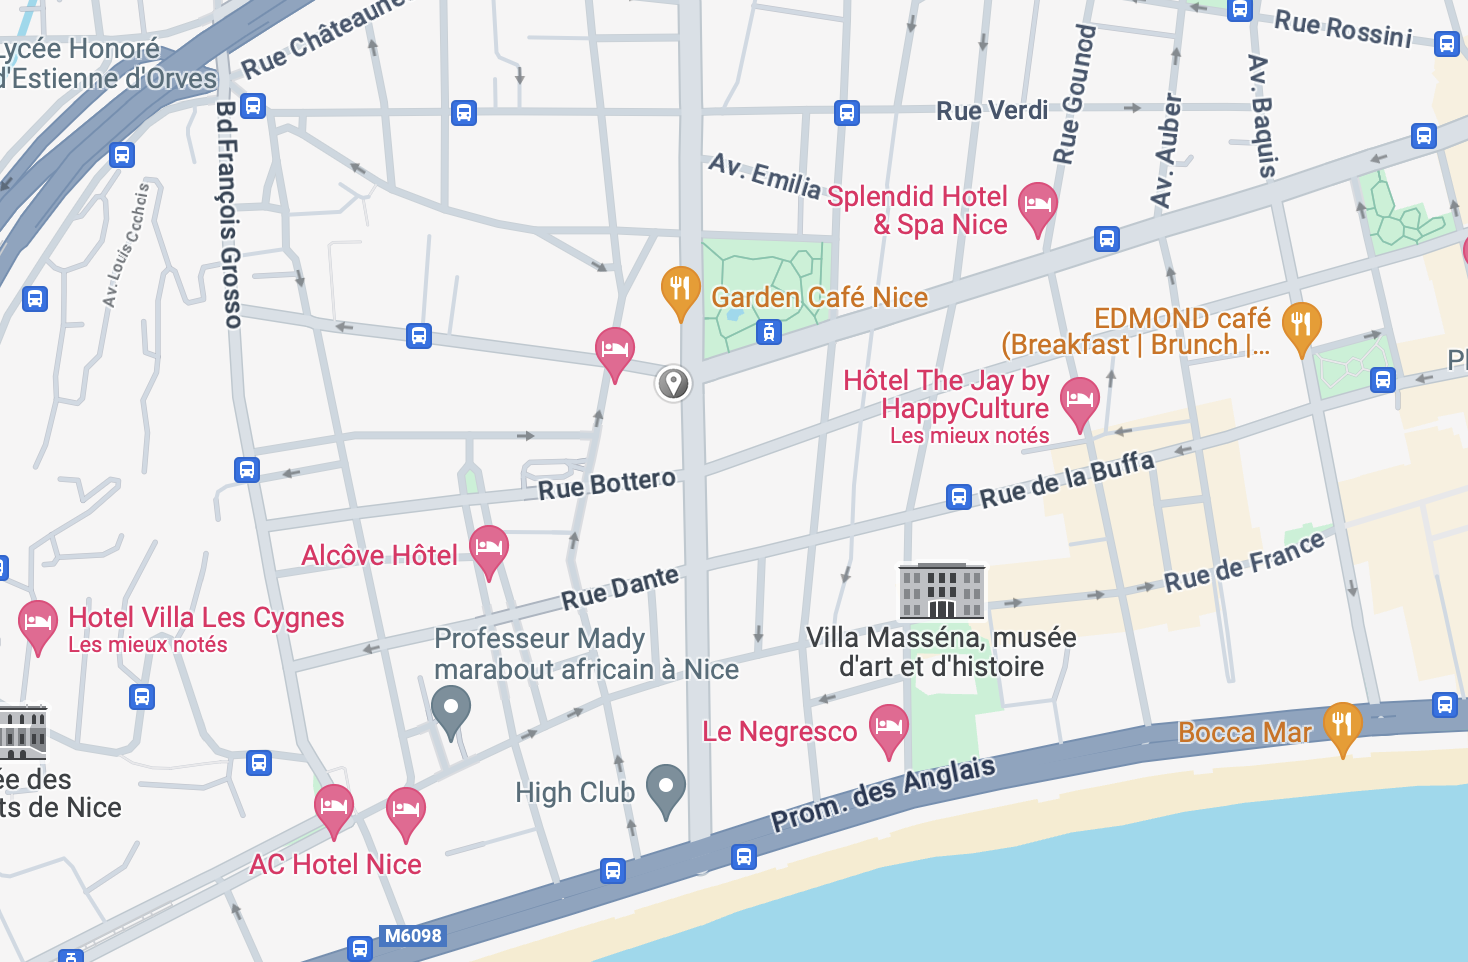 Rue Rossini
Rue Châteaune
Lycée Honoré
d'Estienne d'Orves
Rue Gounod
Av. Baquis
Bd François Grosso
Rue Verdi
Av. Auber
Av. Emilia
Av. Louis Cochois
Splendid Hotel
& Spa Nice
Garden Café Nice
EDMOND café
(Breakfast | Brunch |...
Pl
Hôtel The Jay by
HappyCulture
Les mieux notés
Rue Bottero
Rue de la Buffa
Alcôve Hôtel
Rue Dante
Rue de France
Hotel Villa Les Cygnes
Les mieux notés
Professeur Mady
marabout africain à Nice
Villa Masséna, musée
d'art et d'histoire
Le Negresco
Bocca Mar
ée des
ts de Nice
High Club
Prom. des Anglais
AC Hotel Nice
M6098